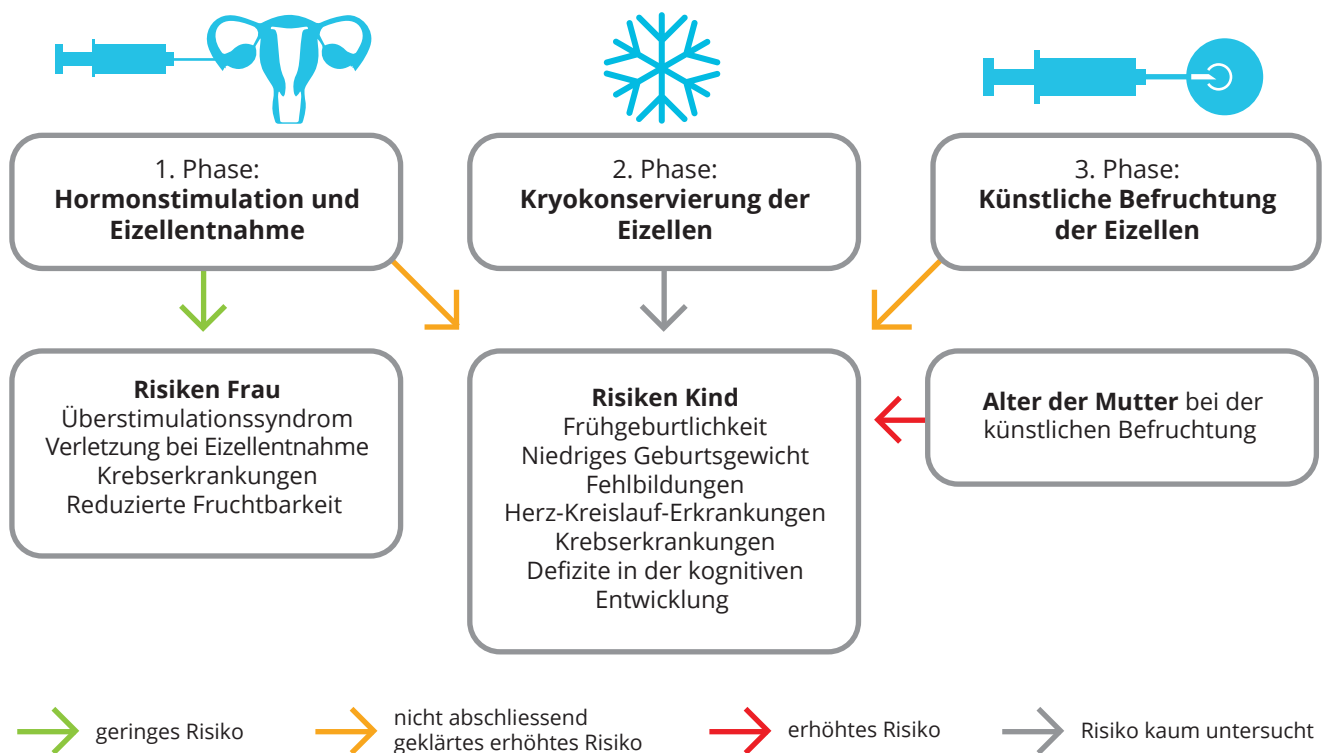 1. Phase:
Hormonstimulation und
Eizellentnahme
2. Phase:
Kryokonservierung der
Eizellen
3. Phase:
Künstliche Befruchtung
der Eizellen
Risiken Frau
Überstimulationssyndrom
Verletzung bei Eizellentnahme
Krebserkrankungen
Reduzierte Fruchtbarkeit
Risiken Kind
Frühgeburtlichkeit
Niedriges Geburtsgewicht
Fehlbildungen
Herz-Kreislauf-Erkrankungen
Krebserkrankungen
Defizite in der kognitiven
Entwicklung
Alter der Mutter bei der
künstlichen Befruchtung
geringes Risiko
nicht abschliessend
geklärtes erhöhtes Risiko
erhöhtes Risiko
Risiko kaum untersucht